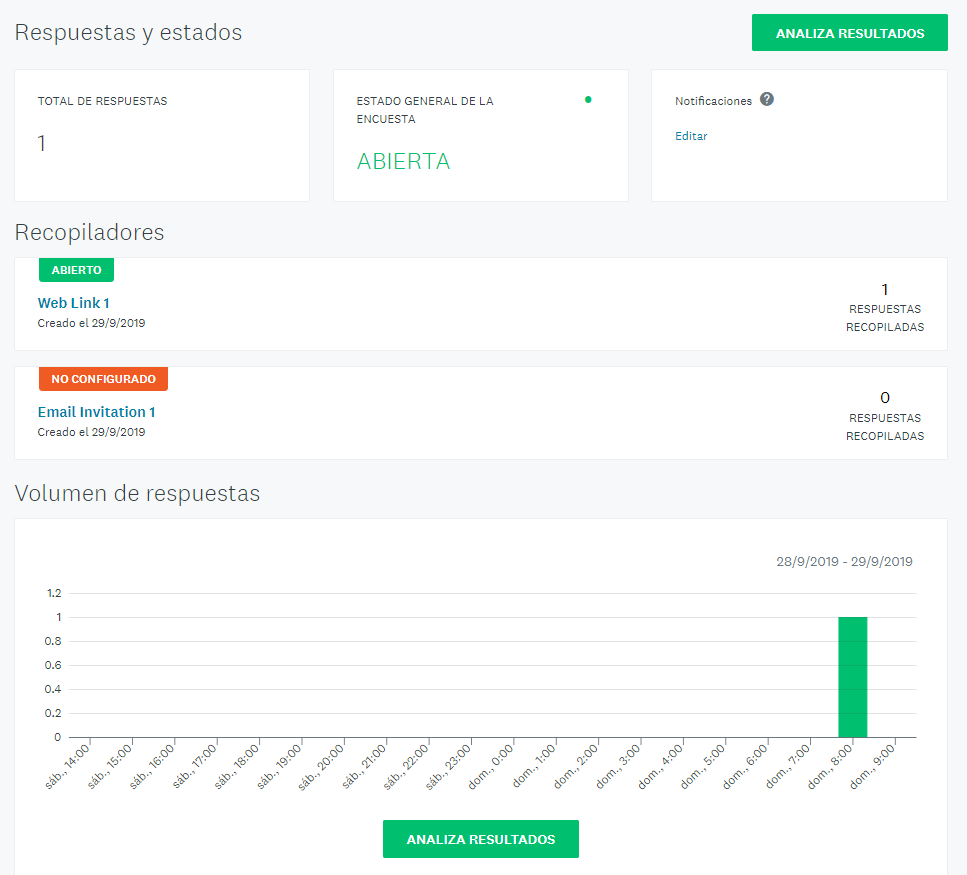 Respuestas y estados
ANALIZA RESULTADOS
TOTAL DE RESPUESTAS
1
ESTADO GENERAL DE LA
ENCUESTA
ABIERTA
Notificaciones ?
Editar
Recopiladores
ABIERTO
Web Link 1
Creado el 29/9/2019
1
RESPUESTAS
RECOPILADAS
NO CONFIGURADO
Email Invitation 1
Creado el 29/9/2019
0
RESPUESTAS
RECOPILADAS
Volumen de respuestas
28/9/2019 - 29/9/2019
1.2
1
0.8
0.6
0.4
0.2
0
sáb., 14:00
sáb., 15:00
sáb., 16:00
sáb., 17:00
sáb., 18:00
sáb., 19:00
sáb., 20:00
sáb., 21:00
sáb., 22:00
sáb., 23:00
dom., 0:00
dom., 1:00
dom., 2:00
dom., 3:00
dom., 4:00
dom., 5:00
dom., 6:00
dom., 7:00
dom., 8:00
dom., 9:00
ANALIZA RESULTADOS